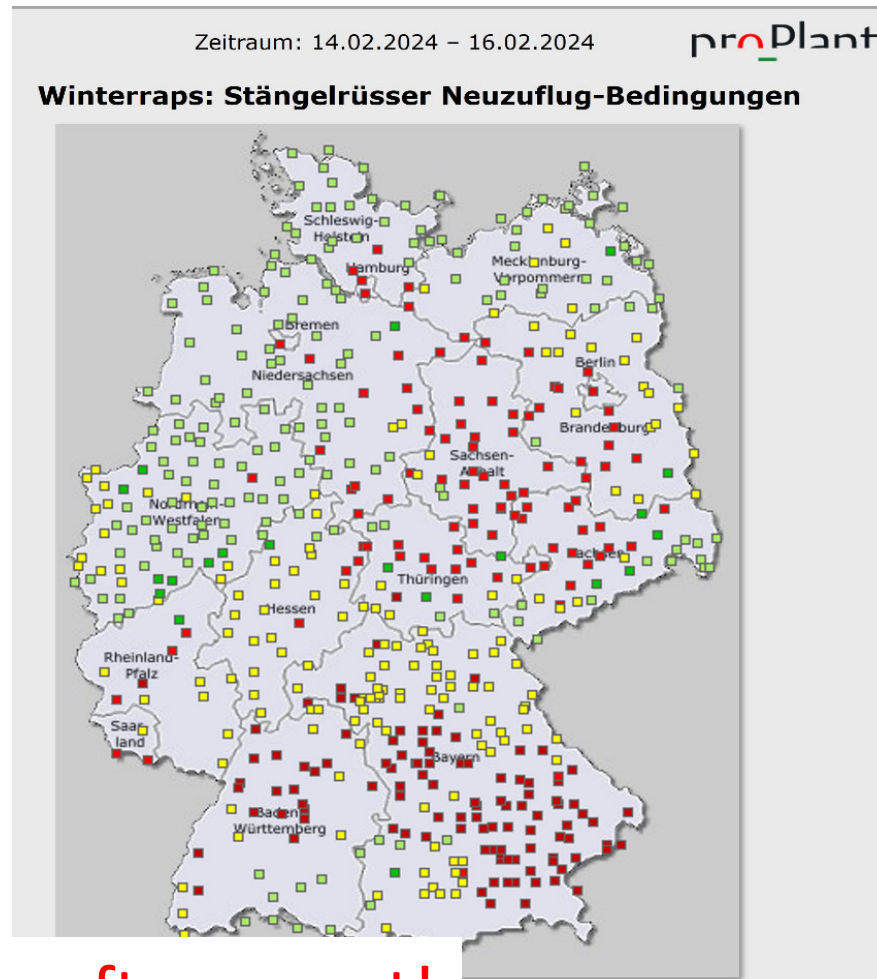 Zeitraum: 14.02.2024 – 16.02.2024
proPlant
Winterraps: Stängelrüsser Neuzuflug-Bedingungen
Schleswig-
Holstein
Hamburg
Mecklenburg-
Vorpommern
Bremen
Niedersachsen
Berlin
Brandenburg
Sachsen-
Anhalt
Nordrhein-
Westfalen
Sachsen
Thüringen
Hessen
Rheinland-
Pfalz
Saar-
land
Bayern
Baden-
Württemberg